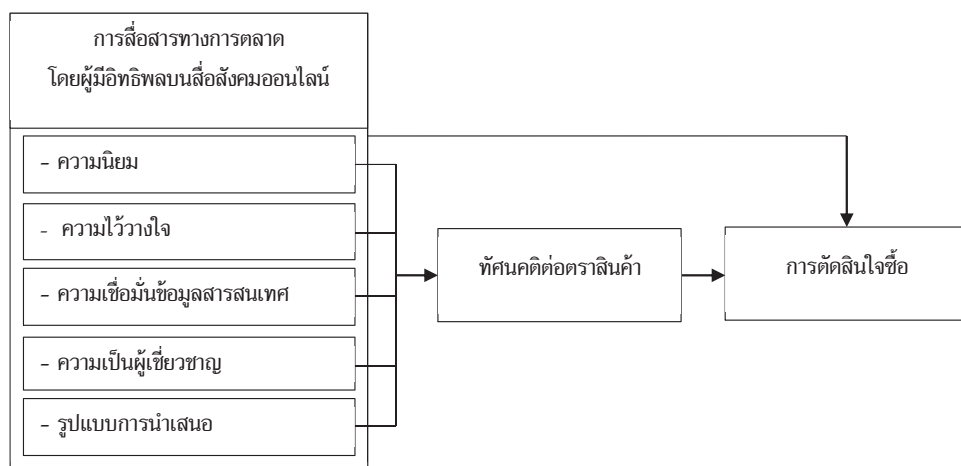 การสื่อสารทางการตลาด
โดยผู้มีอิทธิพลบนสื่อสังคมออนไลน์
- ความนิยม
- ความไว้วางใจ
- ความเชื่อมั่นข้อมูลสารสนเทศ
- ความเป็นผู้เชี่ยวชาญ
- รูปแบบการนำเสนอ
ทัศนคติต่อตราสินค้า
การตัดสินใจซื้อ